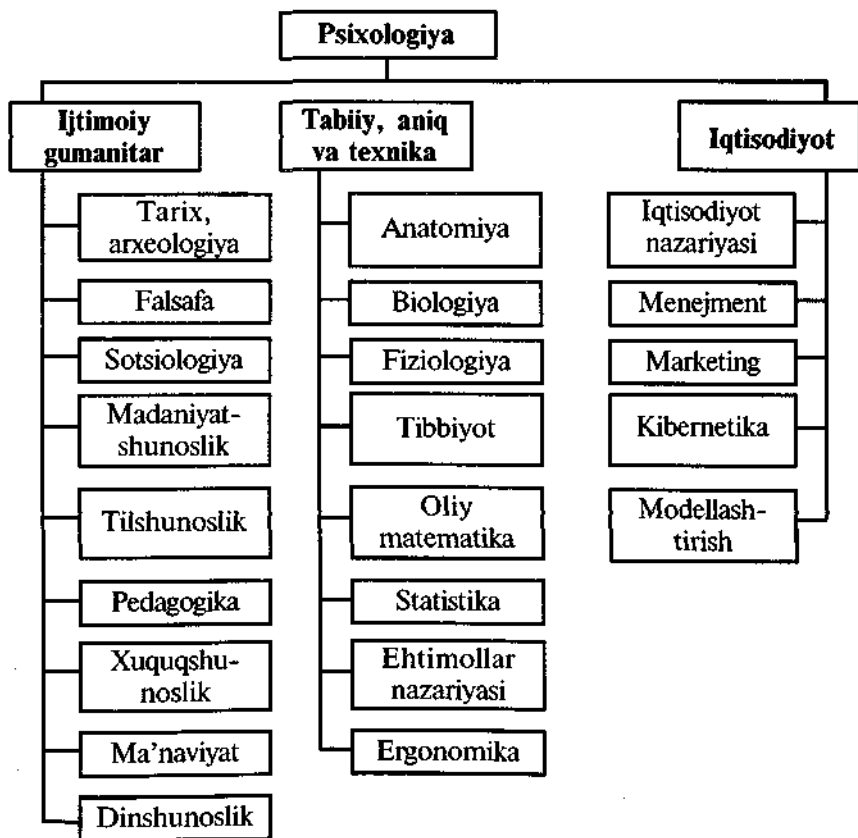 Psixologiya
Ijtimoiy
gumanitar
Tarix,
arxeologiya
Falsafa
Sotsiologiya
Madaniyat-
shunoslik
Tilshunoslik
Pedagogika
Xuquqshu-
noslik
Ma'naviyat
Dinshunoslik
Tabiiy, aniq
va texnika
Anatomiya
Biologiya
Fiziologiya
Tibbiyot
Oliy
matematika
Statistika
Ehtimollar
nazariyasi
Ergonomika
Iqtisodiyot
Iqtisodiyot
nazariyasi
Menejment
Marketing
Kibernetika
Modellash-
tirish